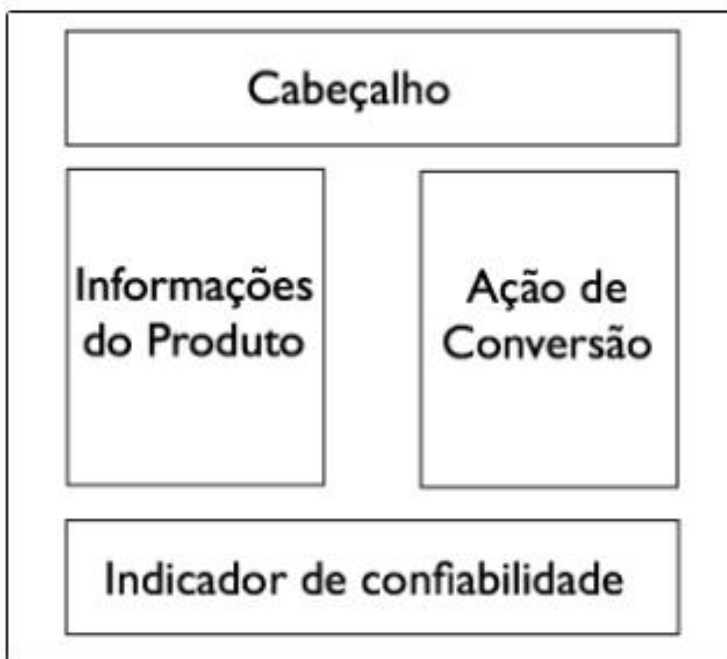 Cabeçalho
Informações
do Produto
Ação de
Conversão
Indicador de confiabilidade